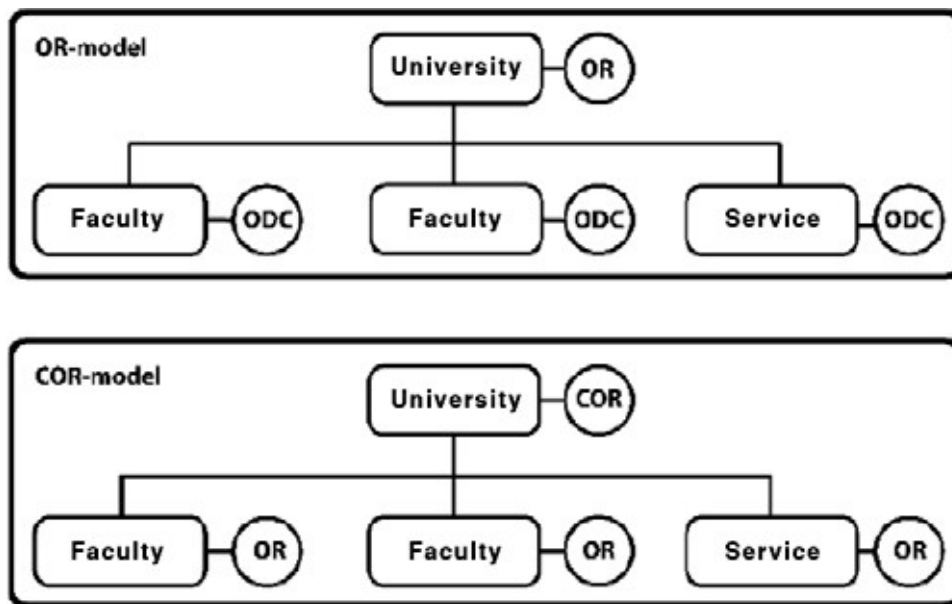 OR-model
University OR
Faculty ODC Faculty ODC Service ODC
COR-model
University COR
Faculty OR Faculty OR Service OR